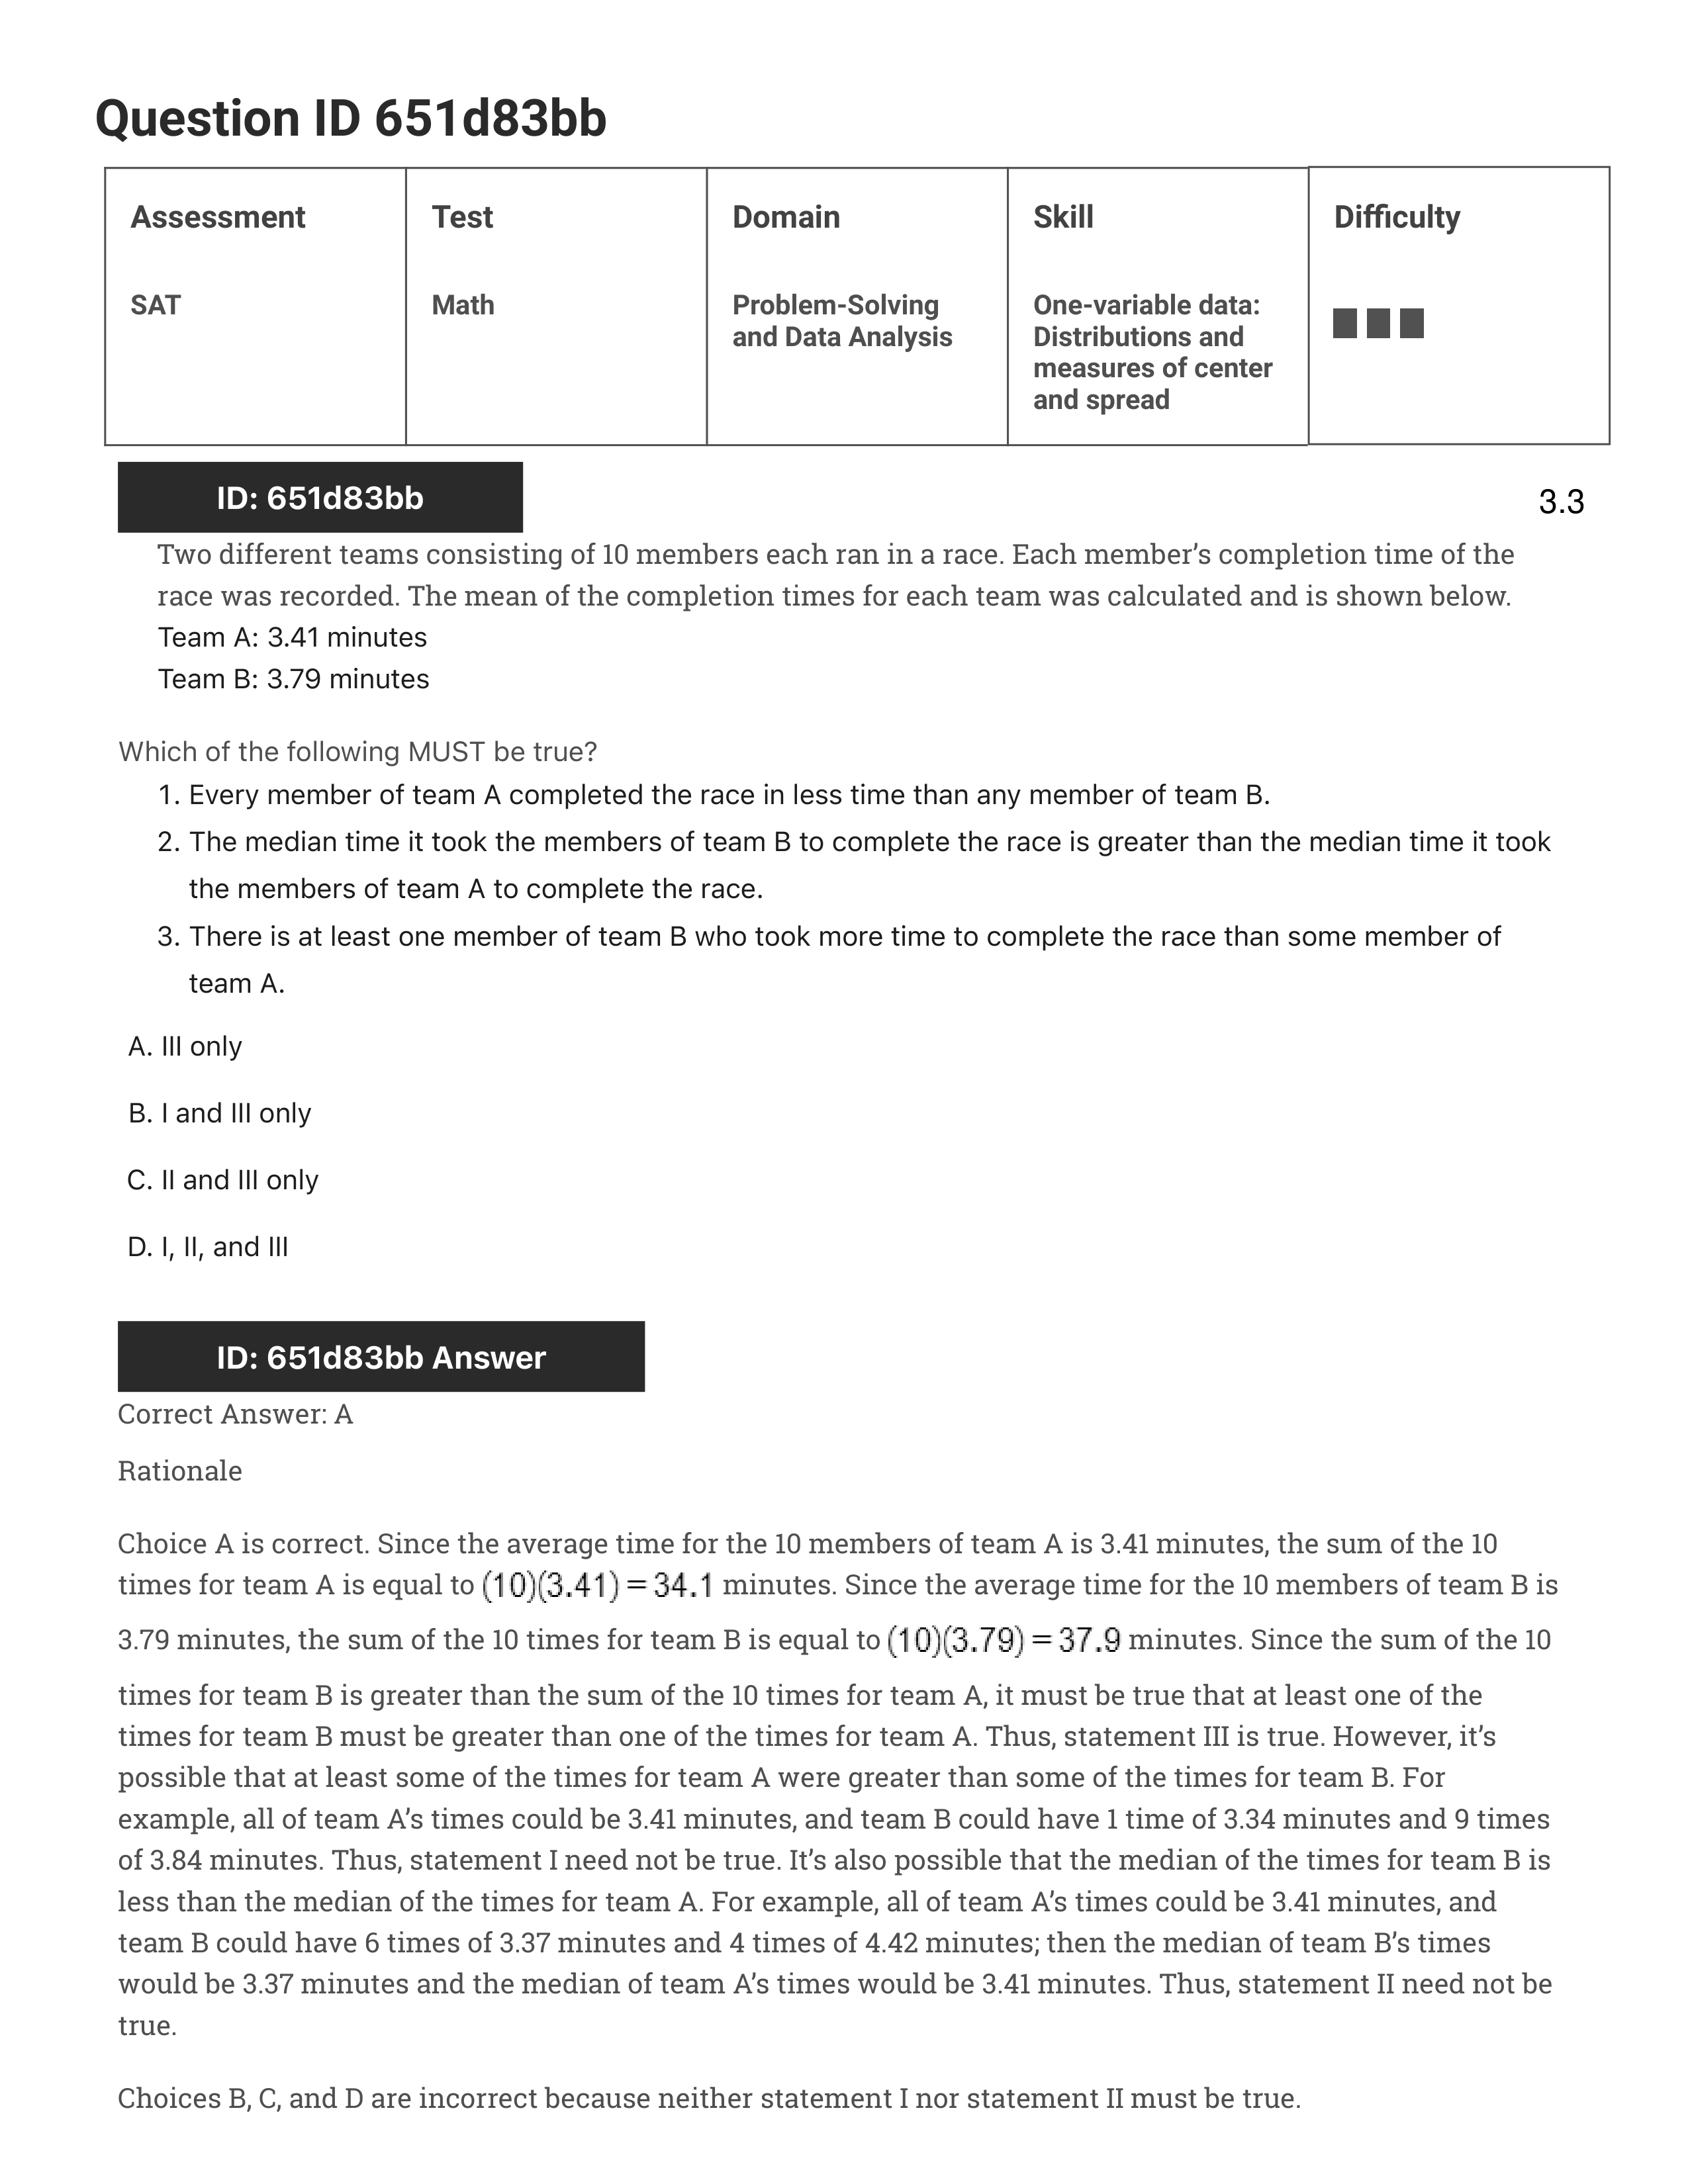 Question ID 651d83bb
Assessment
Test
Domain
Skill
Difficulty
SAT
Math
Problem-Solving
and Data Analysis
One-variable data:
Distributions and
measures of center
and spread
ID: 651d83bb
3.3
Two different teams consisting of 10 members each ran in a race. Each member’s completion time of the
race was recorded. The mean of the completion times for each team was calculated and is shown below.
Team A: 3.41 minutes
Team B: 3.79 minutes
Which of the following MUST be true?
1. Every member of team A completed the race in less time than any member of team B.
2. The median time it took the members of team B to complete the race is greater than the median time it took
the members of team A to complete the race.
3. There is at least one member of team B who took more time to complete the race than some member of
team A.
A. III only
B. I and III only
C. II and III only
D. I, II, and III
ID: 651d83bb Answer
Correct Answer: A
Rationale
Choice A is correct. Since the average time for the 10 members of team A is 3.41 minutes, the sum of the 10
times for team A is equal to (10)(3.41) = 34.1 minutes. Since the average time for the 10 members of team B is
3.79 minutes, the sum of the 10 times for team B is equal to (10)(3.79) = 37.9 minutes. Since the sum of the 10
times for team B is greater than the sum of the 10 times for team A, it must be true that at least one of the
times for team B must be greater than one of the times for team A. Thus, statement III is true. However, it’s
possible that at least some of the times for team A were greater than some of the times for team B. For
example, all of team A’s times could be 3.41 minutes, and team B could have 1 time of 3.34 minutes and 9 times
of 3.84 minutes. Thus, statement I need not be true. It’s also possible that the median of the times for team B is
less than the median of the times for team A. For example, all of team A’s times could be 3.41 minutes, and
team B could have 6 times of 3.37 minutes and 4 times of 4.42 minutes; then the median of team B’s times
would be 3.37 minutes and the median of team A’s times would be 3.41 minutes. Thus, statement II need not be
true.
Choices B, C, and D are incorrect because neither statement I nor statement II must be true.